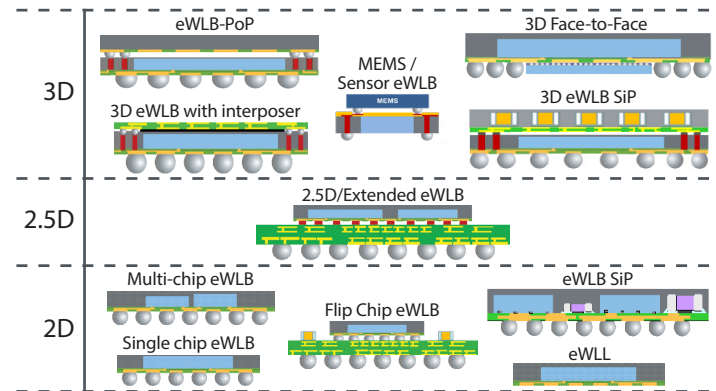 3D
eWLB-PoP
3D eWLB with interposer
MEMS /
Sensor eWLB
MEMS
3D Face-to-Face
3D eWLB SiP
2.5D
2.5D/Extended eWLB
2D
Multi-chip eWLB
Single chip eWLB
Flip Chip eWLB
eWLB SiP
eWLL